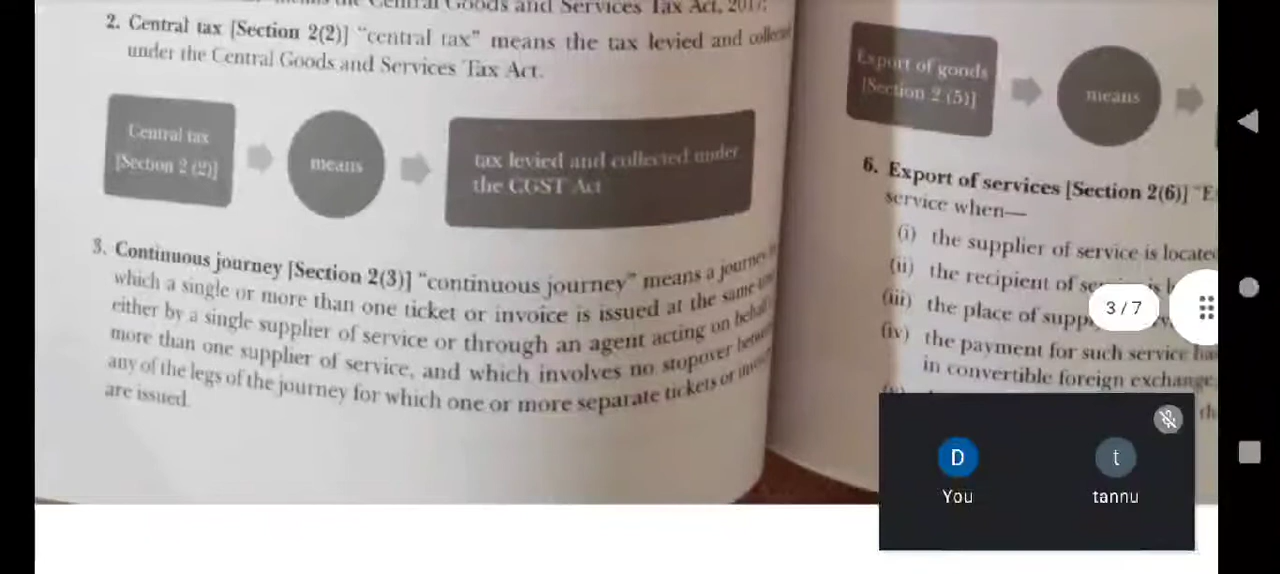 the Central Goods and Services Tax Act, 2017;
2. Central tax [Section 2(2)] "central tax" means the tax levied and
under the Central Goods and Services Tax Act.
Central tax
[Section 2 (2)]
means
tax levied and collected under
the CGST Act
3. Continuous journey [Section 2(3)] "continuous journey" means a journey
which a single or more than one ticket or invoice is issued at the same
either by a single supplier of service or through an agent acting on behalf
more than one supplier of service, and which involves no stopover
any of the legs of the journey for which one or more separate tickets or
are issued.
Export of goods
[Section 2 (5)]
means
6. Export of services [Section 2(6)]
service when—
(i) the supplier of service is located
(ii) the recipient of
(iii) the place of
(iv) the payment for such service
in convertible foreign exchange,
3 / 7
D
You
t
tannu